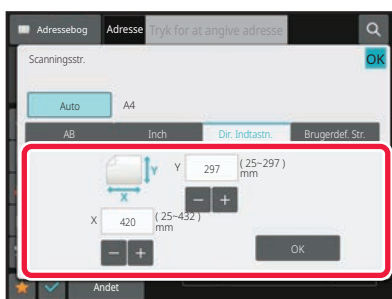 Adressebog Adresse Tryk for at angive adresse
Scanningsstr. OK
Auto A4
AB Inch Dir. Indtastn. Brugerdef. Str.
Y Y 297 (25~297) mm
X
X 420 (25~432) mm
OK
Andet